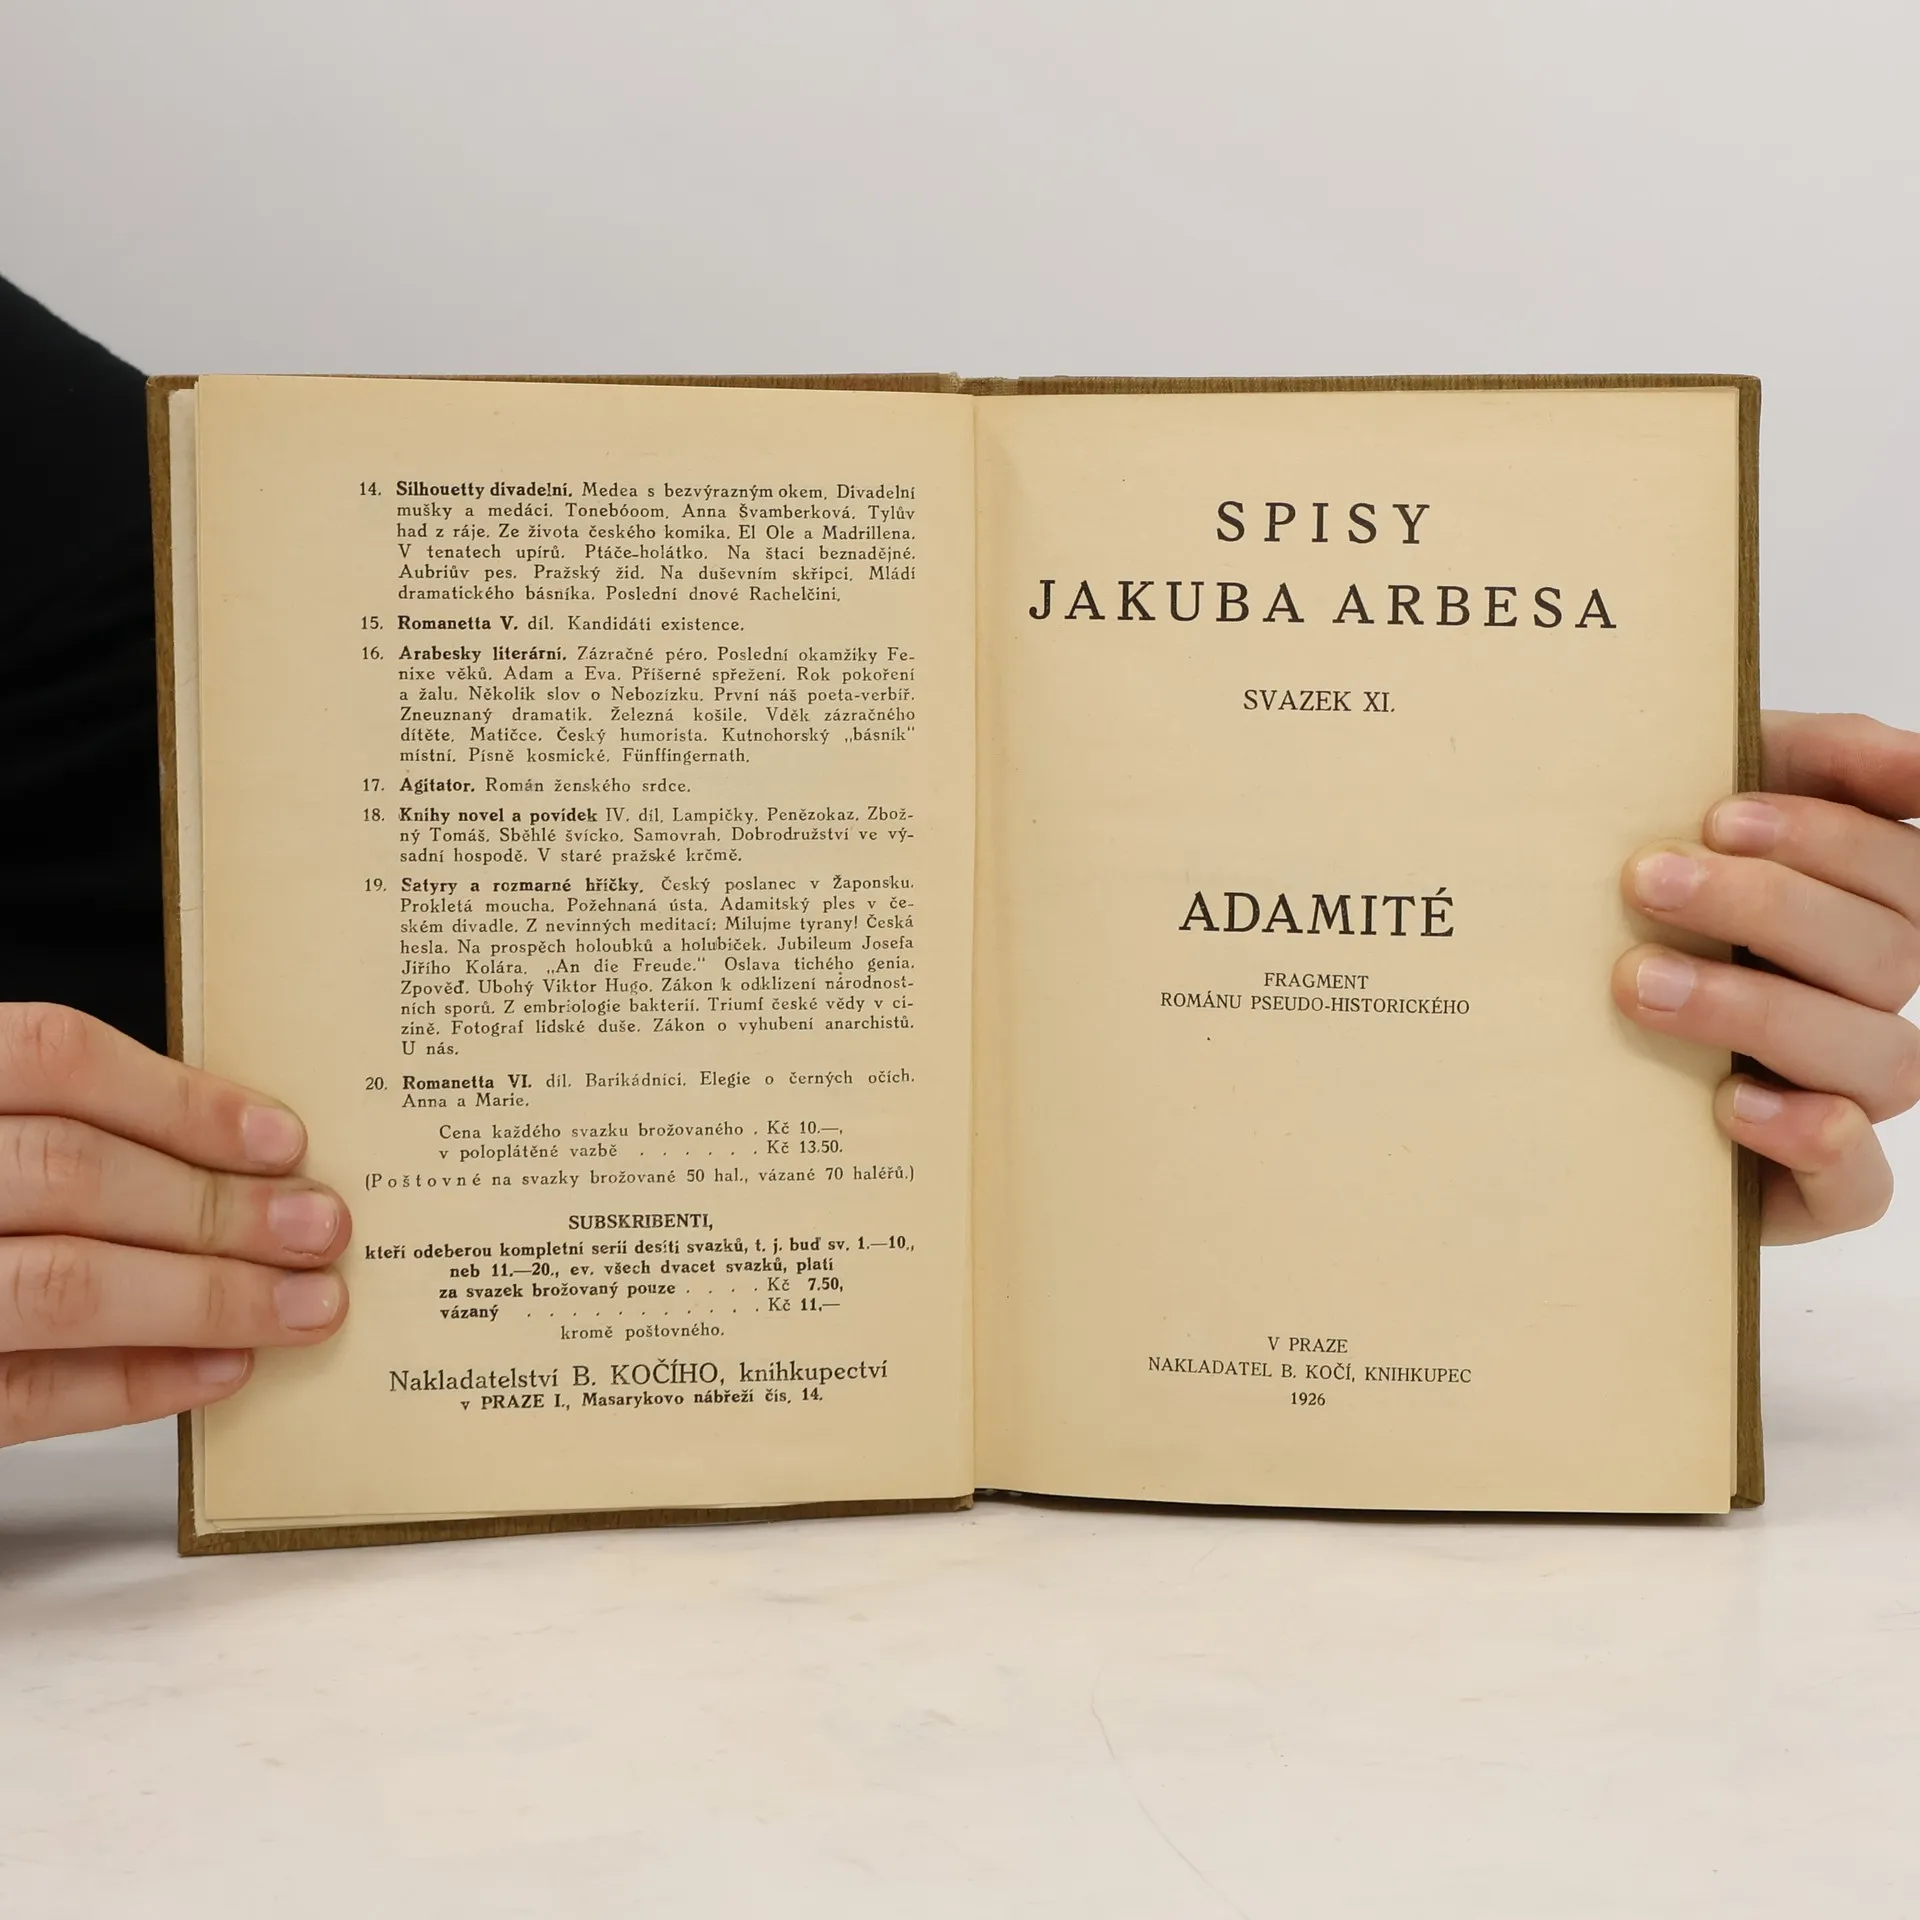 14. Silhouetty divadelní. Medea s bezvýrazným okem. Divadelní
mušky a medáci. Tonebóoom. Anna Švamberková. Tylův
had z ráje. Ze života českého komika. El Ole a Madrillena.
V tenatech upírů. Ptáče-holátko. Na štaci beznadějné.
Aubriův pes. Pražský žid. Na duševním skřipci. Mládí
dramatického básníka. Poslední dnové Rachelčini.
15. Romanetta V. díl. Kandidáti existence.
16. Arabesky literární. Zázračné péro. Poslední okamžiky Fe-
nixe věků. Adam a Eva. Příšerné spřežení. Rok pokoření
a žalu. Několik slov o Nebozízku. První náš poeta-verbíř.
Zneuznaný dramatik. Železná košile. Vděk zázračného
dítěte. Matičce. Český humorista. Kutnohorský „básník"
místní. Písně kosmické. Fünffingernath.
17. Agitator. Román ženského srdce.
18. Knihy novel a povídek IV. díl. Lampičky. Penězokaz. Zbož-
ný Tomáš. Sběhlé švícko. Samovrah. Dobrodružství ve vý-
sadní hospodě. V staré pražské krčmě.
19. Satyry a rozmarné hříčky. Český poslanec v Žaponsku.
Prokletá moucha. Požehnaná ústa. Adamitský ples v če-
ském divadle. Z nevinných meditací: Milujme tyrany! Česká
hesla. Na prospěch holoubků a holubiček. Jubileum Josefa
Jiřího Kolára. „An die Freude." Oslava tichého genia.
Zpověď. Ubohý Viktor Hugo. Zákon k odklizení národnost-
ních sporů. Z embriologie bakterií. Triumf české vědy v ci-
zině. Fotograf lidské duše. Zákon o vyhubení anarchistů.
U nás.
20. Romanetta VI. díl. Barikádníci. Elegie o černých očích.
Anna a Marie.
Cena každého svazku brožovaného . Kč 10.—,
v poloplátěné vazbě . . . . . . Kč 13.50.
(Poštovné na svazky brožované 50 hal., vázané 70 haléřů.)
SUBSKRIBENTI,
kteří odeberou kompletní serii desíti svazků, t. j. buď sv. 1.—10.,
neb 11.—20., ev. všech dvacet svazků, platí
za svazek brožovaný pouze . . . . Kč 7.50,
vázaný . . . . . . . . . . . Kč 11.—
kromě poštovného.
Nakladatelství B. KOČÍHO, knihkupectví
v PRAZE I., Masarykovo nábřeží čís. 14.
SPISY
JAKUBA ARBESA
SVAZEK XI.
ADAMITÉ
FRAGMENT
ROMÁNU PSEUDO-HISTORICKÉHO
V PRAZE
NAKLADATEL B. KOČÍ, KNIHKUPEC
1926